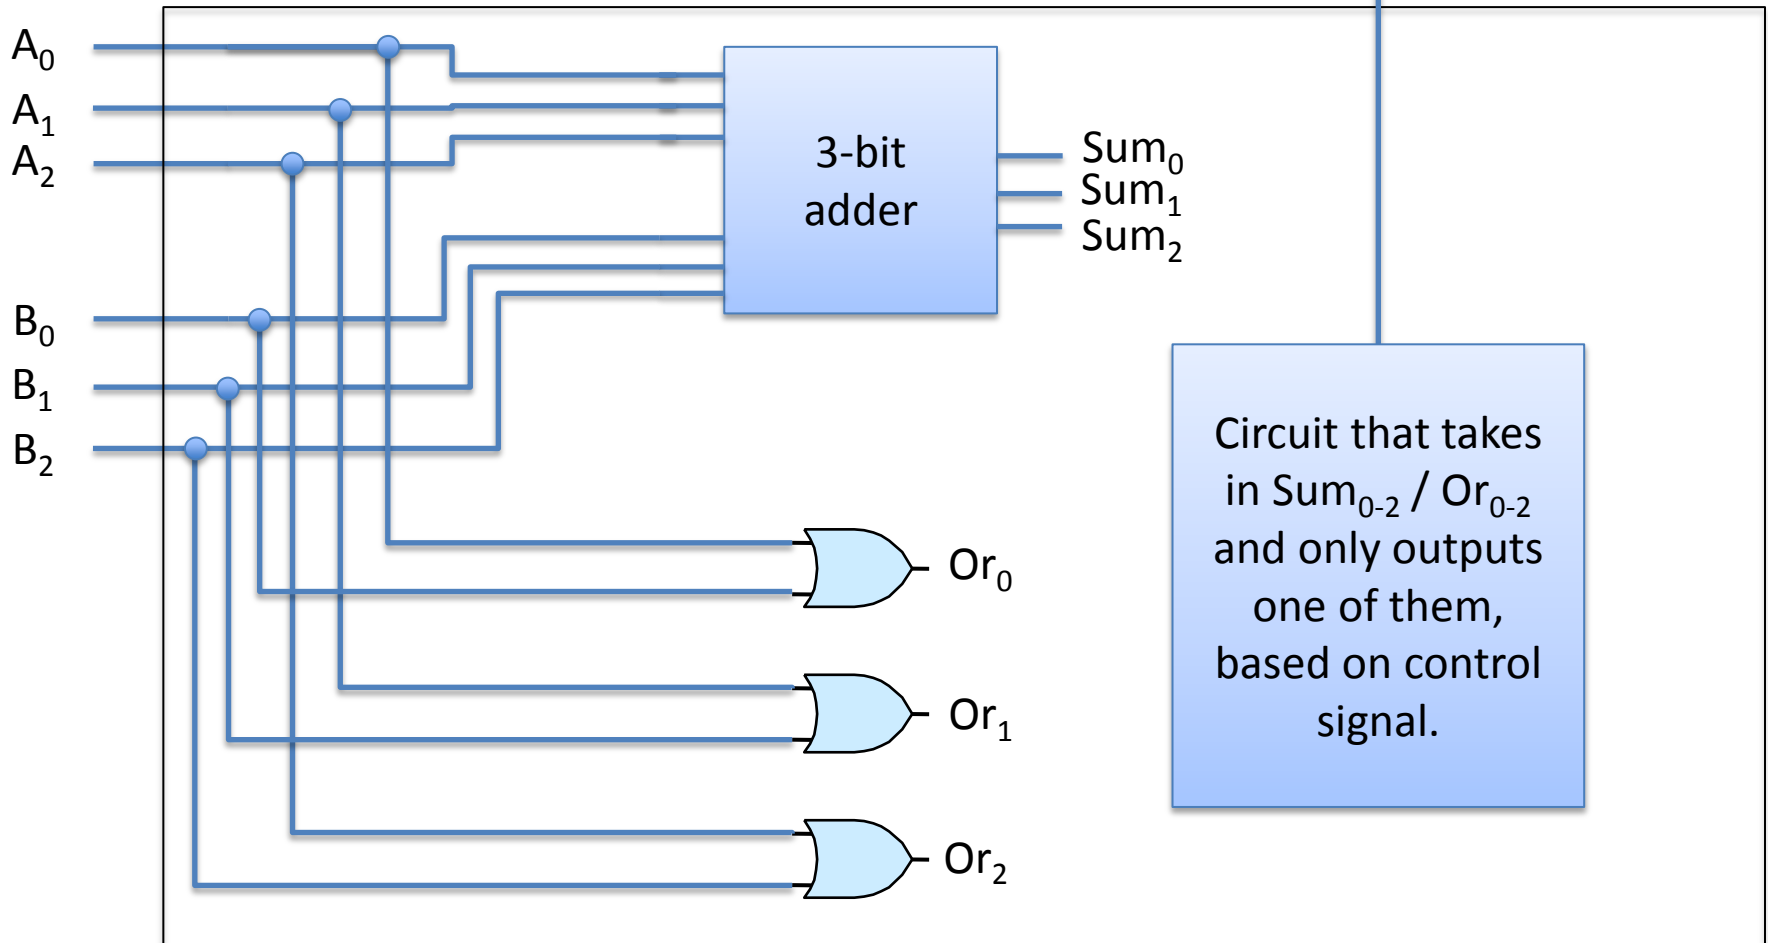 A₀
A₁
A₂
B₀
B₁
B₂
3-bit
adder
Sum₀
Sum₁
Sum₂
Or₀
Or₁
Or₂
Circuit that takes
in Sum₀₋₂ / Or₀₋₂
and only outputs
one of them,
based on control
signal.